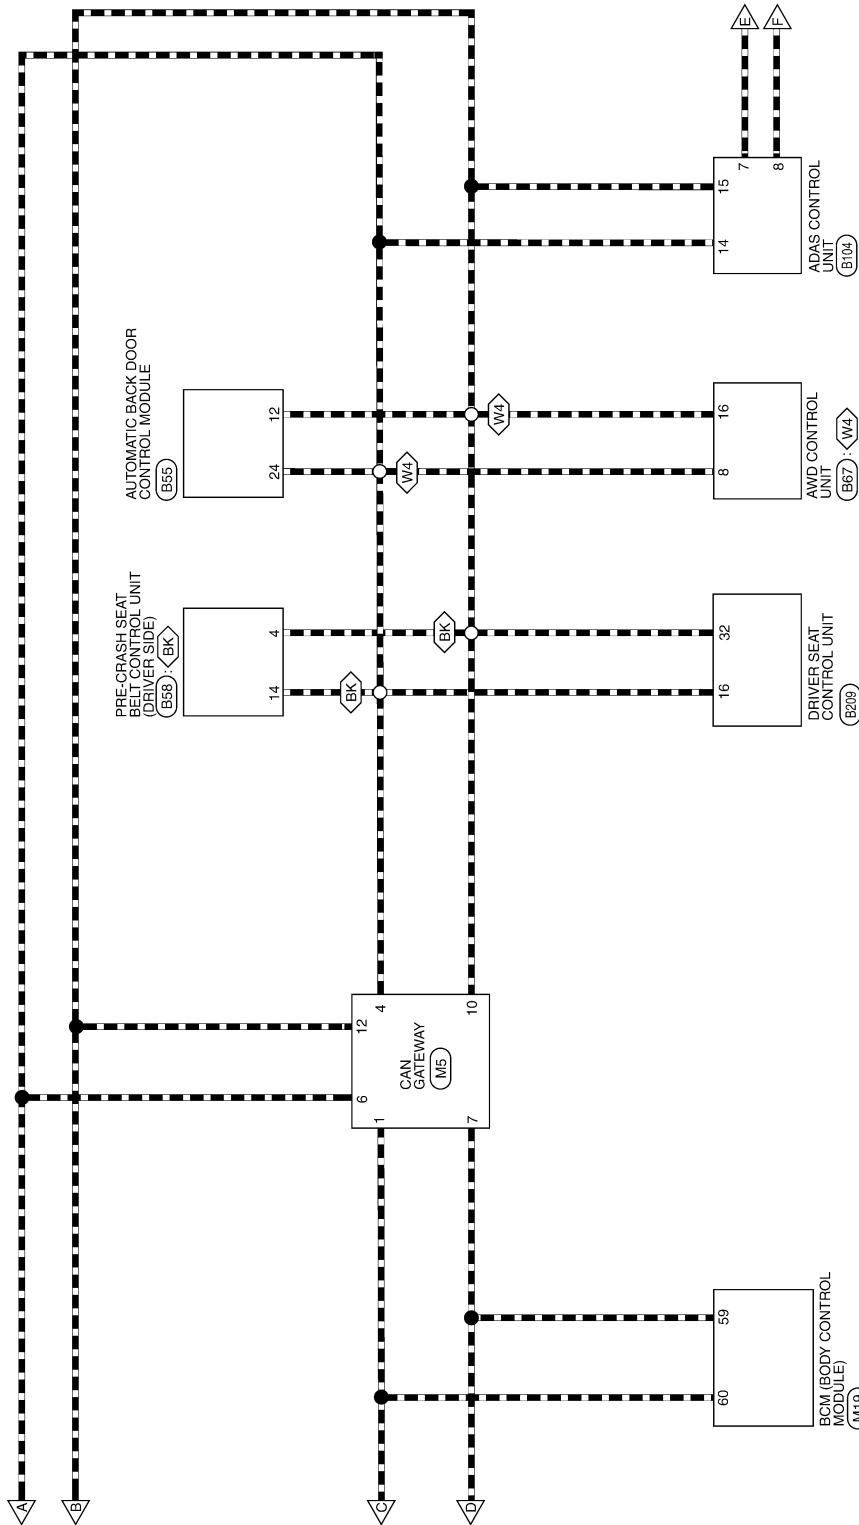 A
B
PRE-CRASH SEAT
BELT CONTROL UNIT
(DRIVER SIDE)
B58 : BK
14 4
AUTOMATIC BACK DOOR
CONTROL MODULE
B55
24 12
BK
W4
6 12
C
1
4
CAN
GATEWAY
M5
BK
W4
D
7
10
60 59
BCM (BODY CONTROL
MODULE)
M19
16 32
DRIVER SEAT
CONTROL UNIT
B209
8 16
AWD CONTROL
UNIT
B67 : W4
14 15
7
E
8
F
ADAS CONTROL
UNIT
B104